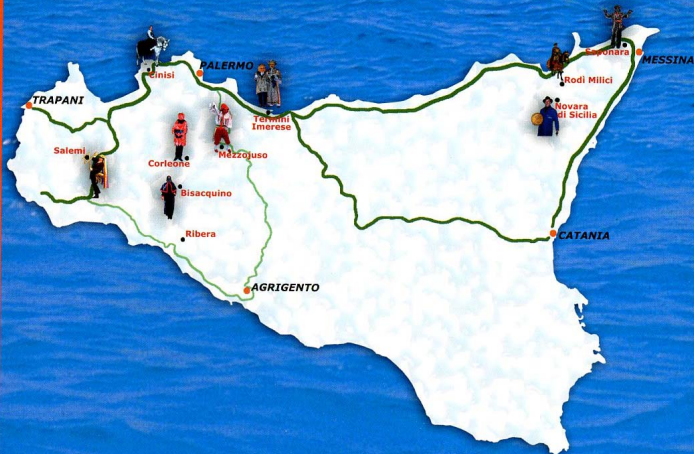 Saponara
MESSINA
PALERMO
Cinisi
Rodì Milici
TRAPANI
Novara
di Sicilia
Termini
Imerese
Salemi
Corleone
Mezzojuso
Bisacquino
Ribera
CATANIA
AGRIGENTO